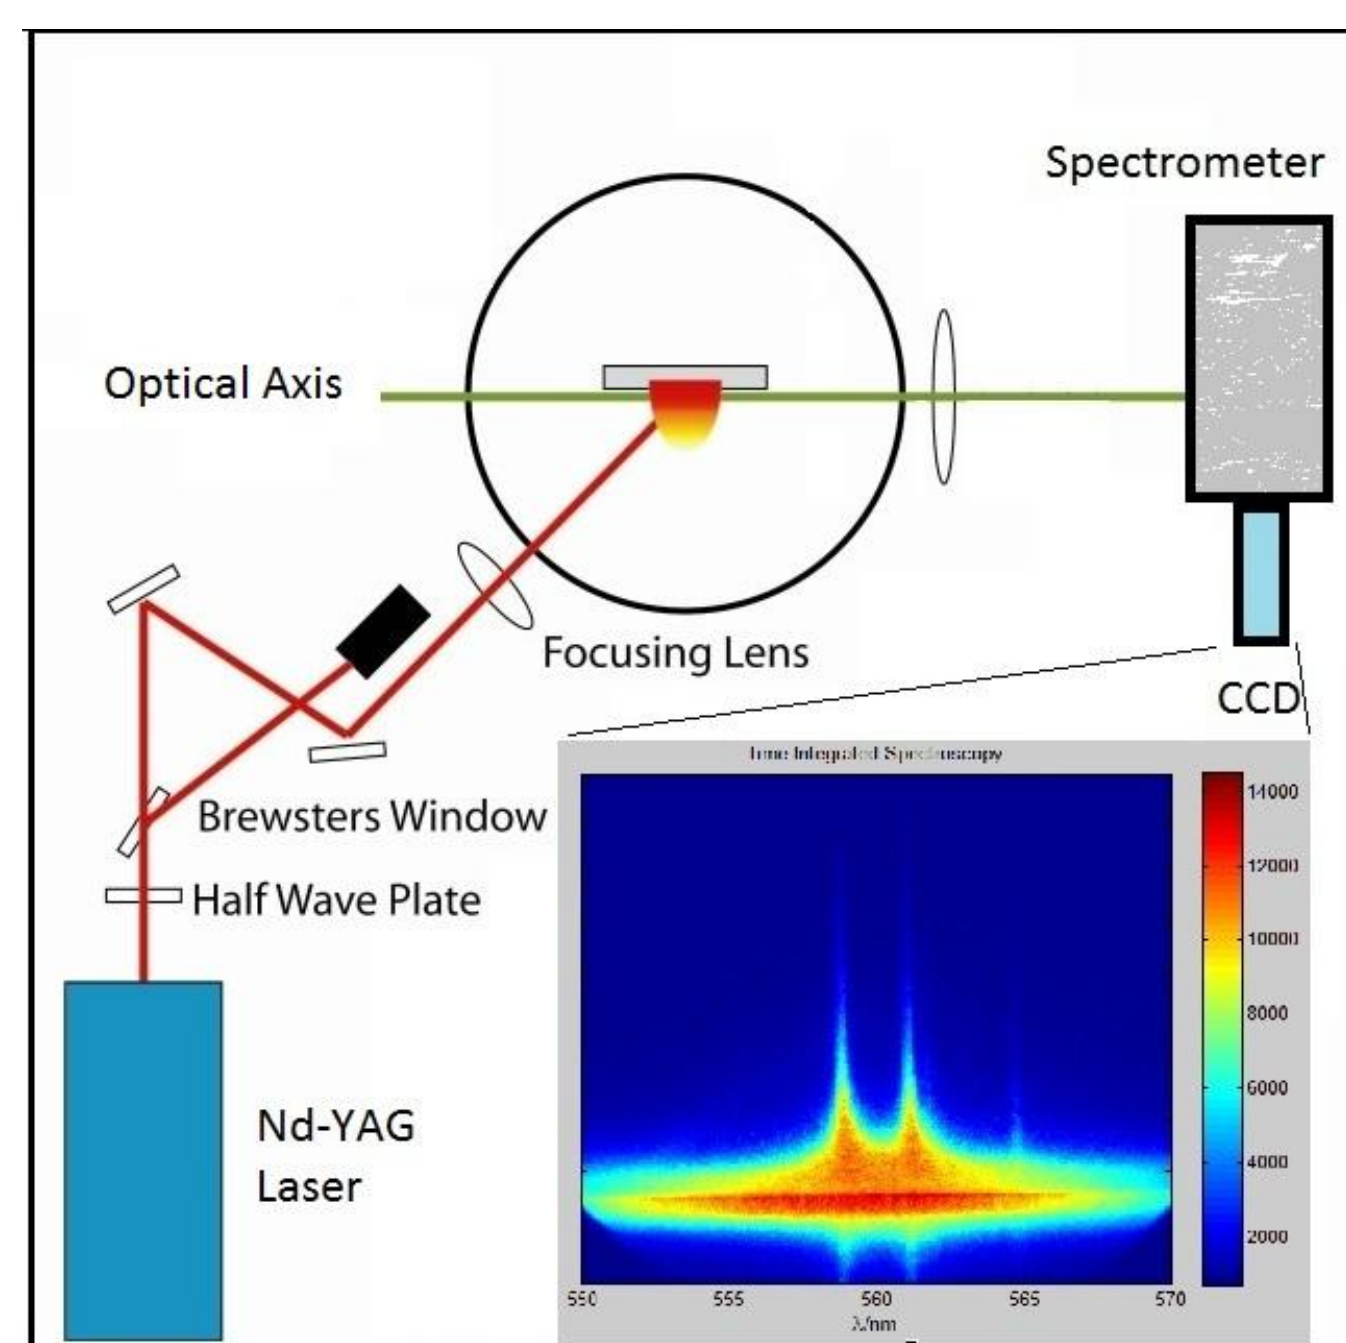 Spectrometer
Optical Axis
Focusing Lens
CCD
Brewsters Window
Half Wave Plate
Nd-YAG
Laser
Time Integrated Spectroscopy
14000
12000
10000
8000
6000
4000
2000
550 555 560 565 570
λ/nm